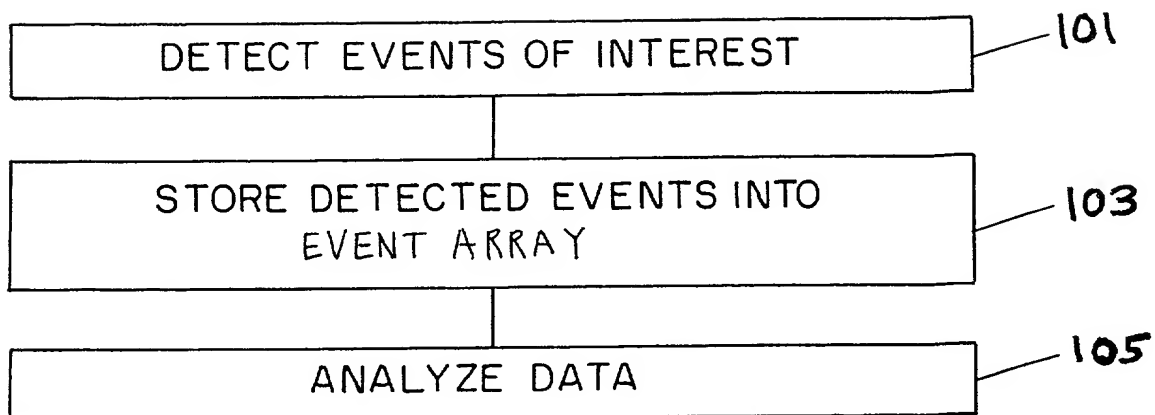 DETECT EVENTS OF INTEREST
101
STORE DETECTED EVENTS INTO
EVENT ARRAY
103
ANALYZE DATA
105